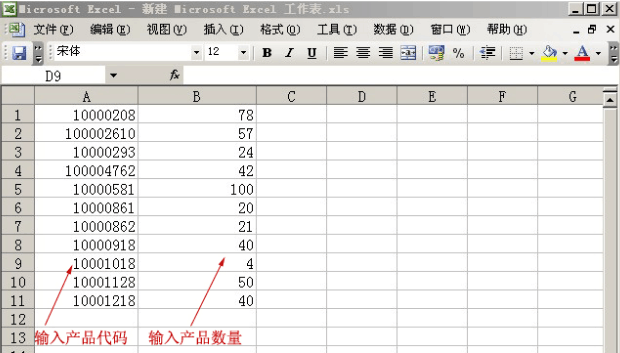 Microsoft Excel - 新建 Microsoft Excel 工作表.xls
文件(F) 编辑(E) 视图(V) 插入(I) 格式(O) 工具(T) 数据(D) 窗口(W) 帮助(H)
宋体 12 B I U %
D9 fx
A B C D E F G
1 10000208 78
2 100002610 57
3 10000293 24
4 100004762 42
5 10000581 100
6 10000861 20
7 10000862 21
8 10000918 40
9 10001018 4
10 10001128 50
11 10001218 40
12
13 输入产品代码 输入产品数量